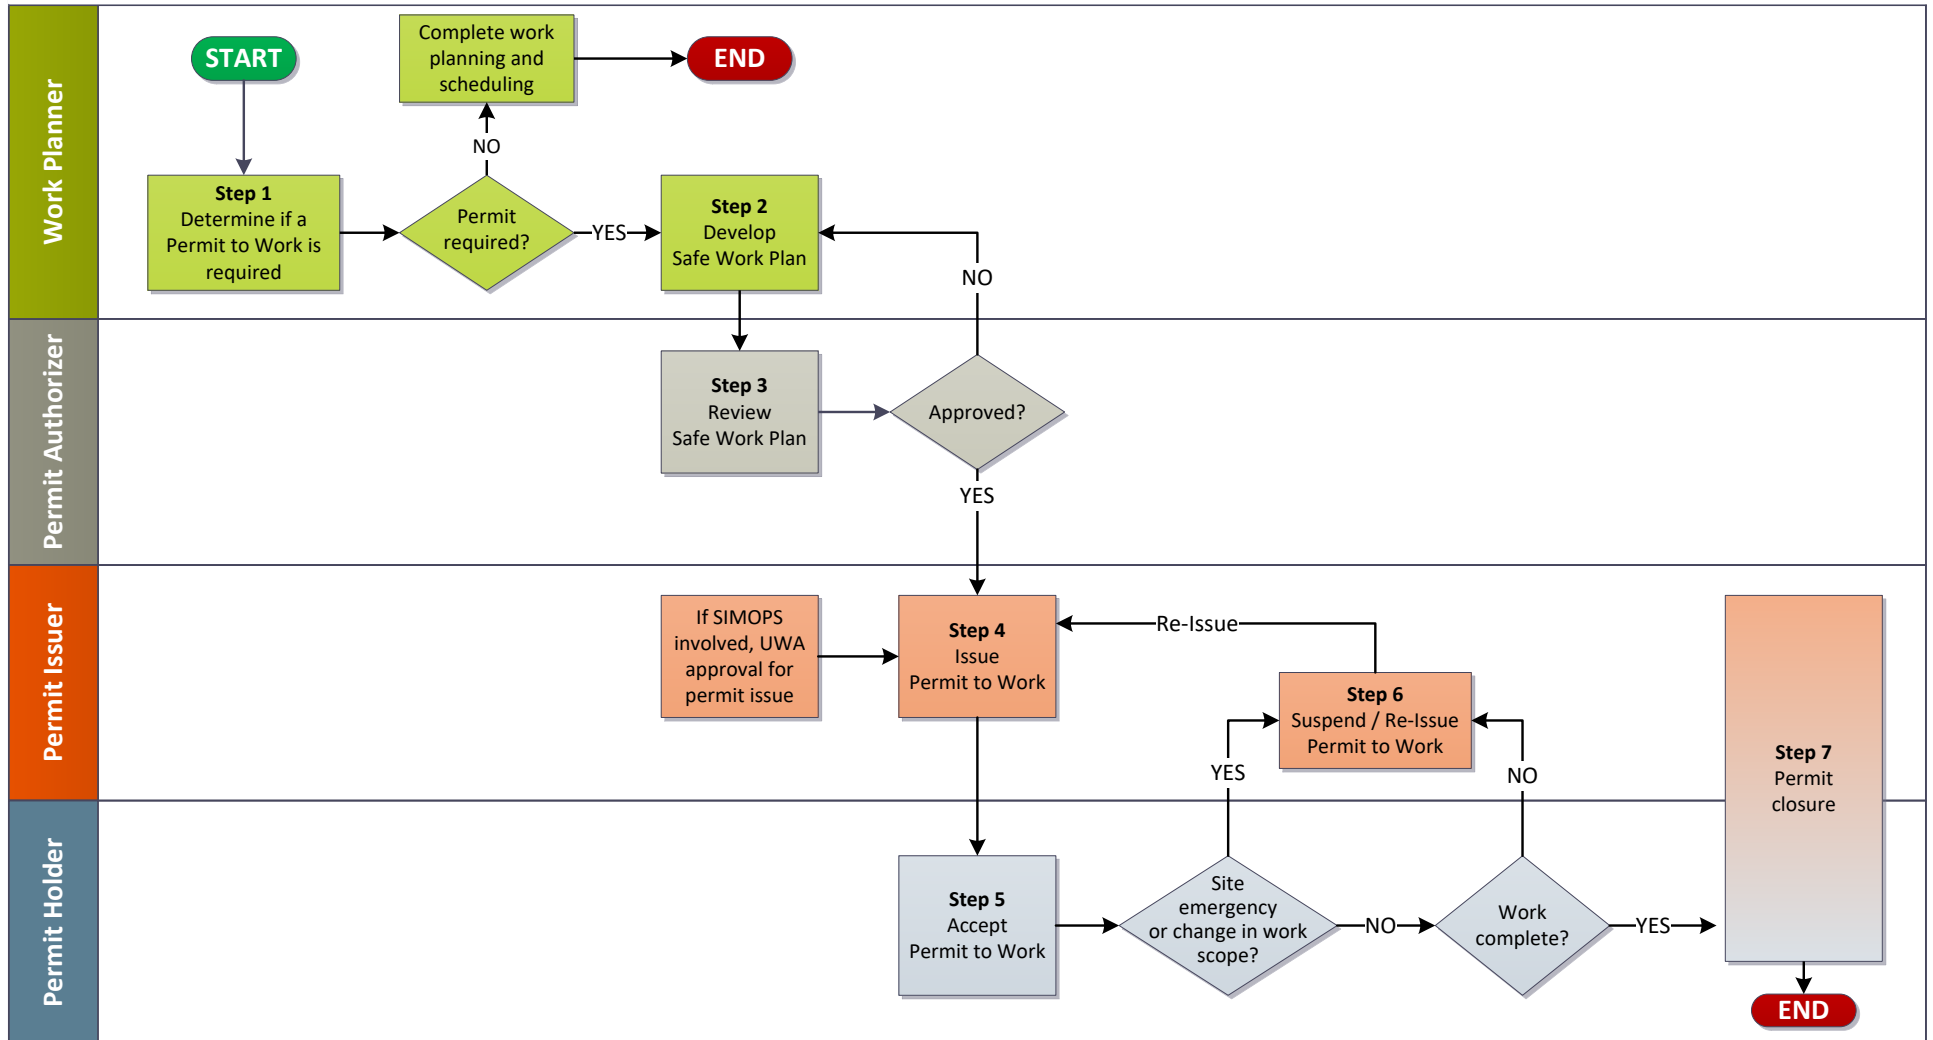 Work Planner
START
Complete work
planning and
scheduling
END
NO
Step 1
Determine if a
Permit to Work is
required
Permit
required?
YES
Step 2
Develop
Safe Work Plan
NO
Permit Authorizer
Step 3
Review
Safe Work Plan
Approved?
YES
Permit Issuer
If SIMOPS
involved, UWA
approval for
permit issue
Step 4
Issue
Permit to Work
Re-Issue
Step 6
Suspend / Re-Issue
Permit to Work
YES
NO
Step 7
Permit
closure
Permit Holder
Step 5
Accept
Permit to Work
Site
emergency
or change in work
scope?
NO
Work
complete?
YES
END